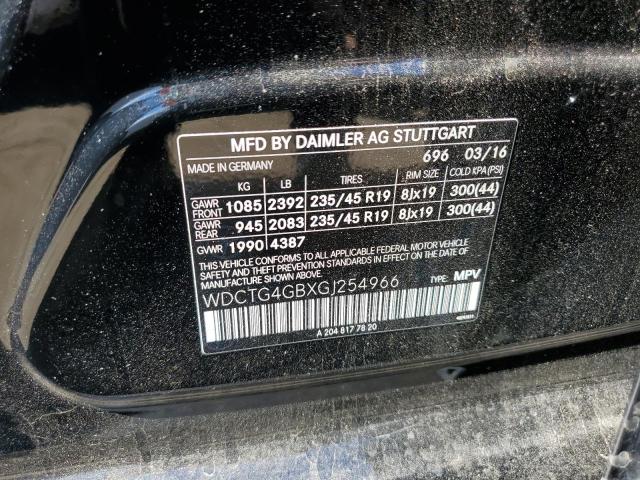 MFD BY DAIMLER AG STUTTGART
MADE IN GERMANY 696 03/16
KG LB TIRES RIM SIZE COLD KPA (PSI)
GAWR FRONT 1085 2392 235/45 R19 8Jx19 300(44)
GAWR REAR 945 2083 235/45 R19 8Jx19 300(44)
GVWR 1990 4387
THIS VEHICLE CONFORMS TO ALL APPLICABLE FEDERAL MOTOR VEHICLE
SAFETY STANDARDS IN EFFECT ON THE DATE OF
MANUFACTURE SHOWN ABOVE.
WDCTG4GBXGJ254966 TYPE: MPV
A 204 817 78 20